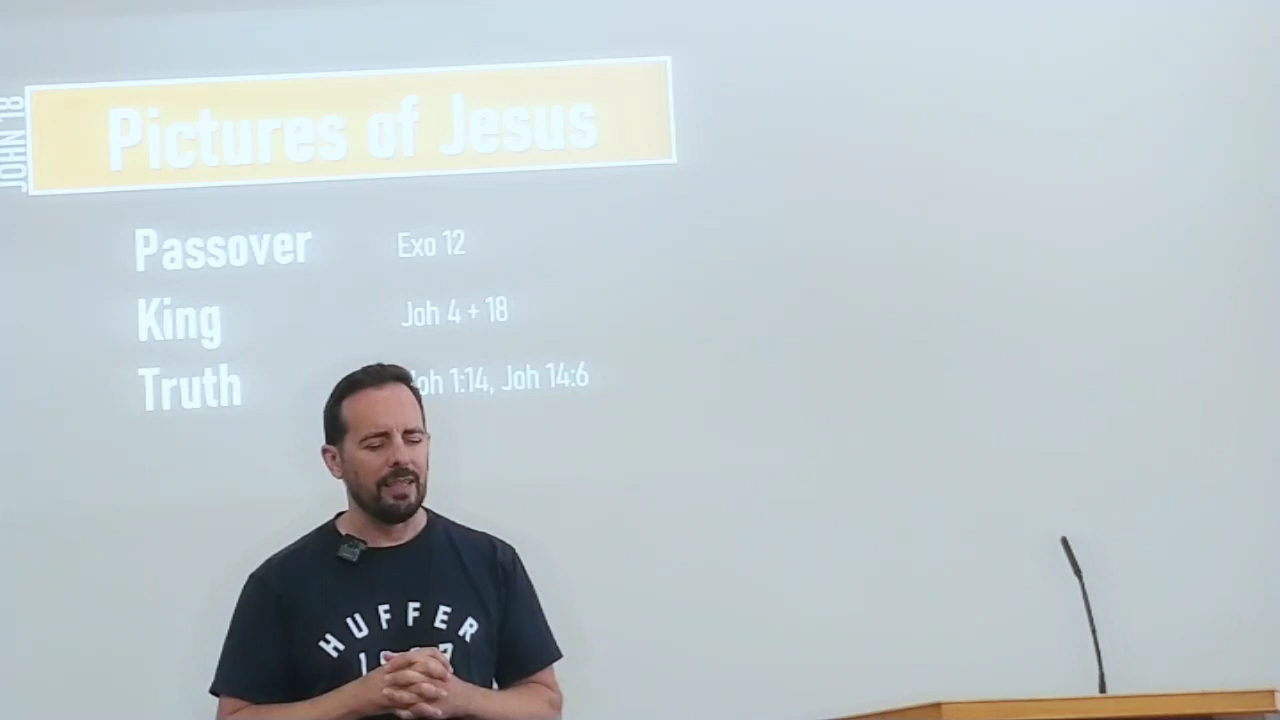 JOHN 18
Pictures of Jesus
Passover Exo 12
King Joh 4 + 18
Truth Joh 1:14, Joh 14:6
HUFFER